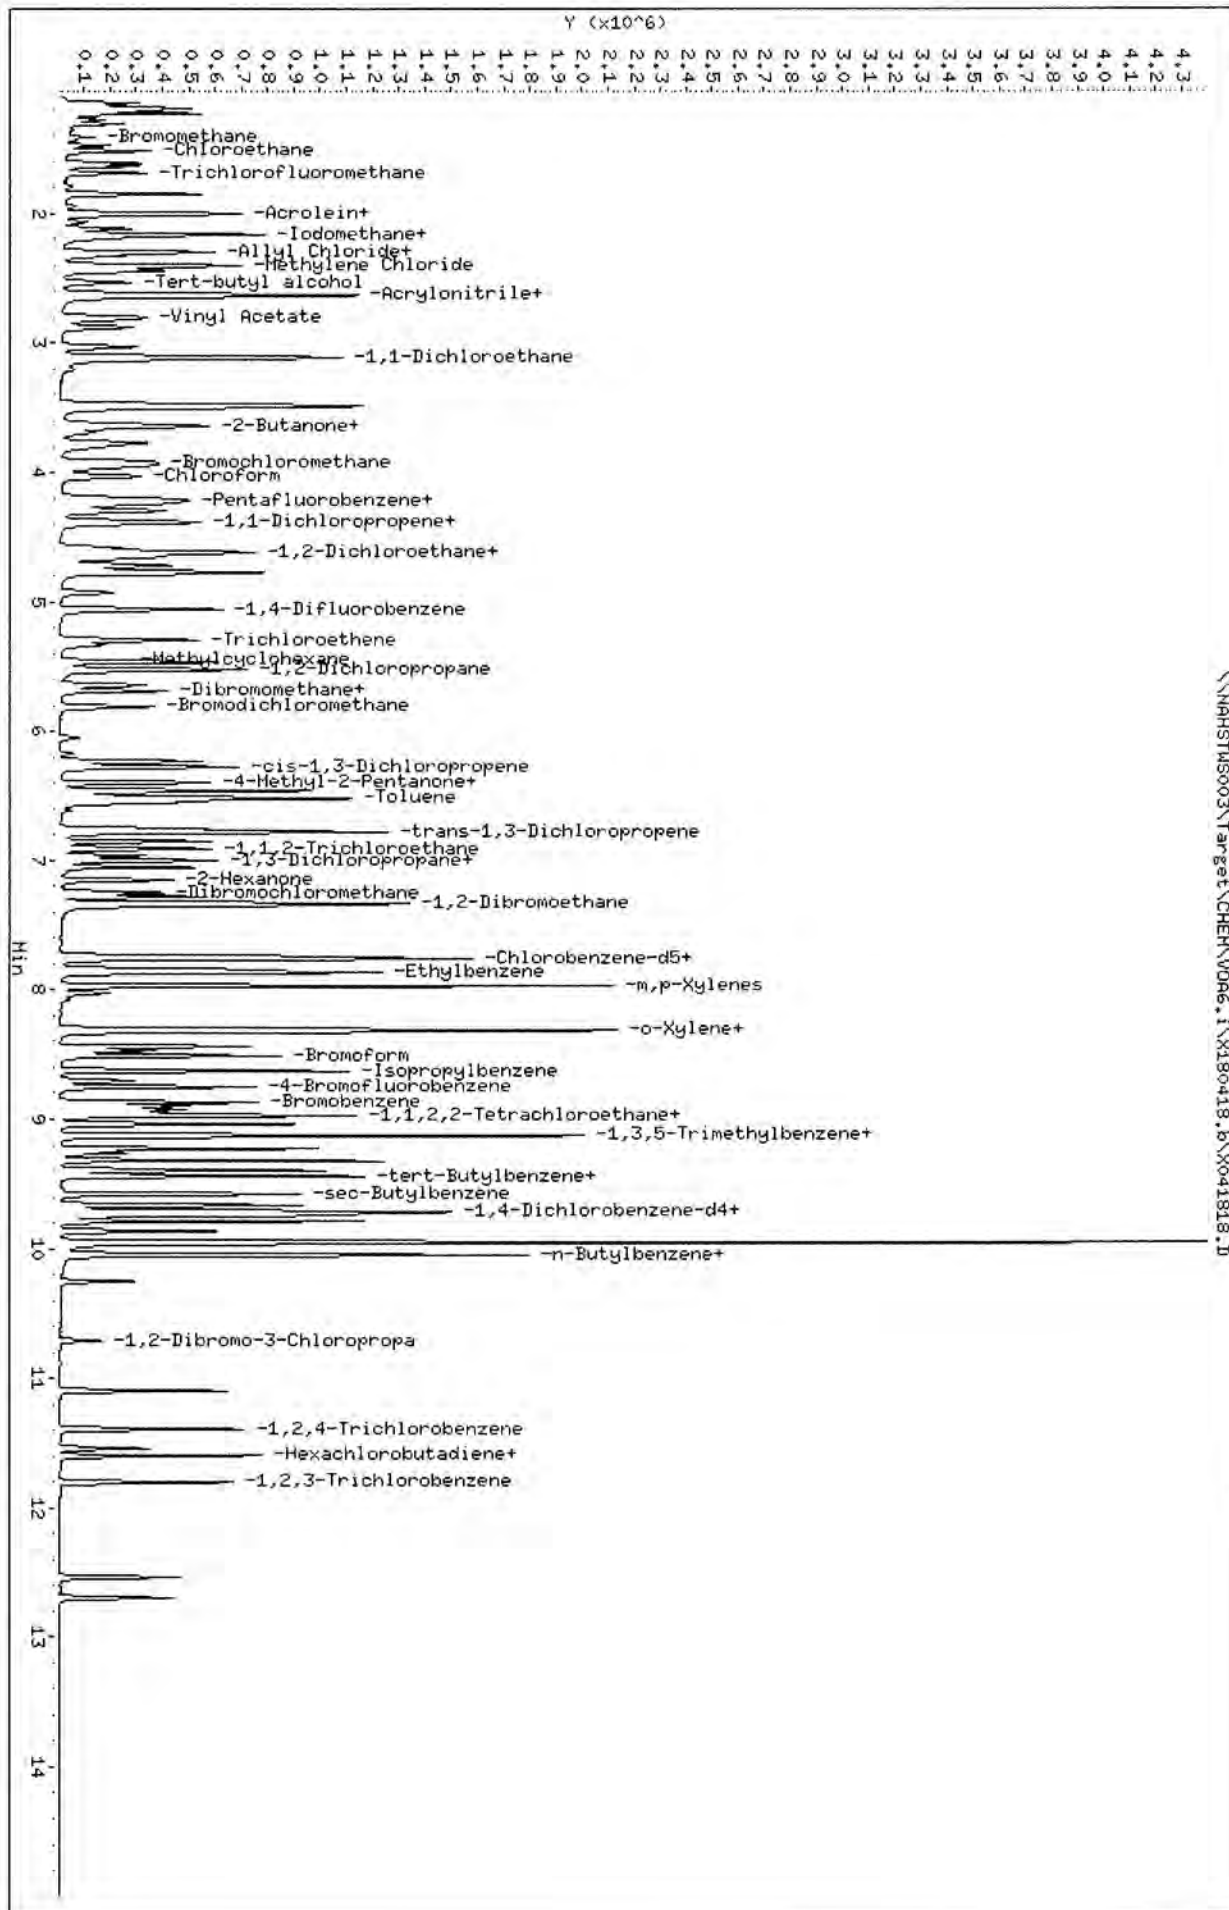 Y (x10^6)
0.1
0.2
0.3
0.4
0.5
0.6
0.7
0.8
0.9
1.0
1.1
1.2
1.3
1.4
1.5
1.6
1.7
1.8
1.9
2.0
2.1
2.2
2.3
2.4
2.5
2.6
2.7
2.8
2.9
3.0
3.1
3.2
3.3
3.4
3.5
3.6
3.7
3.8
3.9
4.0
4.1
4.2
4.3
4.
-Bromomethane
-Chloroethane
-Trichlorofluoromethane
2
-Acrolein+
-Iodomethane+
-Allyl Chloride+
-Methylene Chloride
-Tert-butyl alcohol
-Acrylonitrile+
-Vinyl Acetate
3
-1,1-Dichloroethane
-2-Butanone+
-Bromochloromethane
4
-Chloroform
-Pentafluorobenzene+
-1,1-Dichloropropene+
-1,2-Dichloroethane+
5
-1,4-Difluorobenzene
-Trichloroethene
-Methylcyclohexane
-1,2-Dichloropropane
-Dibromomethane+
-Bromodichloromethane
6
-cis-1,3-Dichloropropene
-4-Methyl-2-Pentanone+
-Toluene
-trans-1,3-Dichloropropene
-1,1,2-Trichloroethane
7
-1,3-Dichloropropane+
-2-Hexanone
-Dibromochloromethane
-1,2-Dibromoethane
-Chlorobenzene-d5+
-Ethylbenzene
Min
8
-m,p-Xylenes
-o-Xylene+
-Bromoform
-Isopropylbenzene
-4-Bromofluorobenzene
-Bromobenzene
9
-1,1,2,2-Tetrachloroethane+
-1,3,5-Trimethylbenzene+
-tert-Butylbenzene+
-sec-Butylbenzene
-1,4-Dichlorobenzene-d4+
10
-n-Butylbenzene+
-1,2-Dibromo-3-Chloropropa
11
-1,2,4-Trichlorobenzene
-Hexachlorobutadiene+
-1,2,3-Trichlorobenzene
12
13
14
\\NAHSTWS003\Target\CHEM\VOA6.i\X180418.b\X041818.D